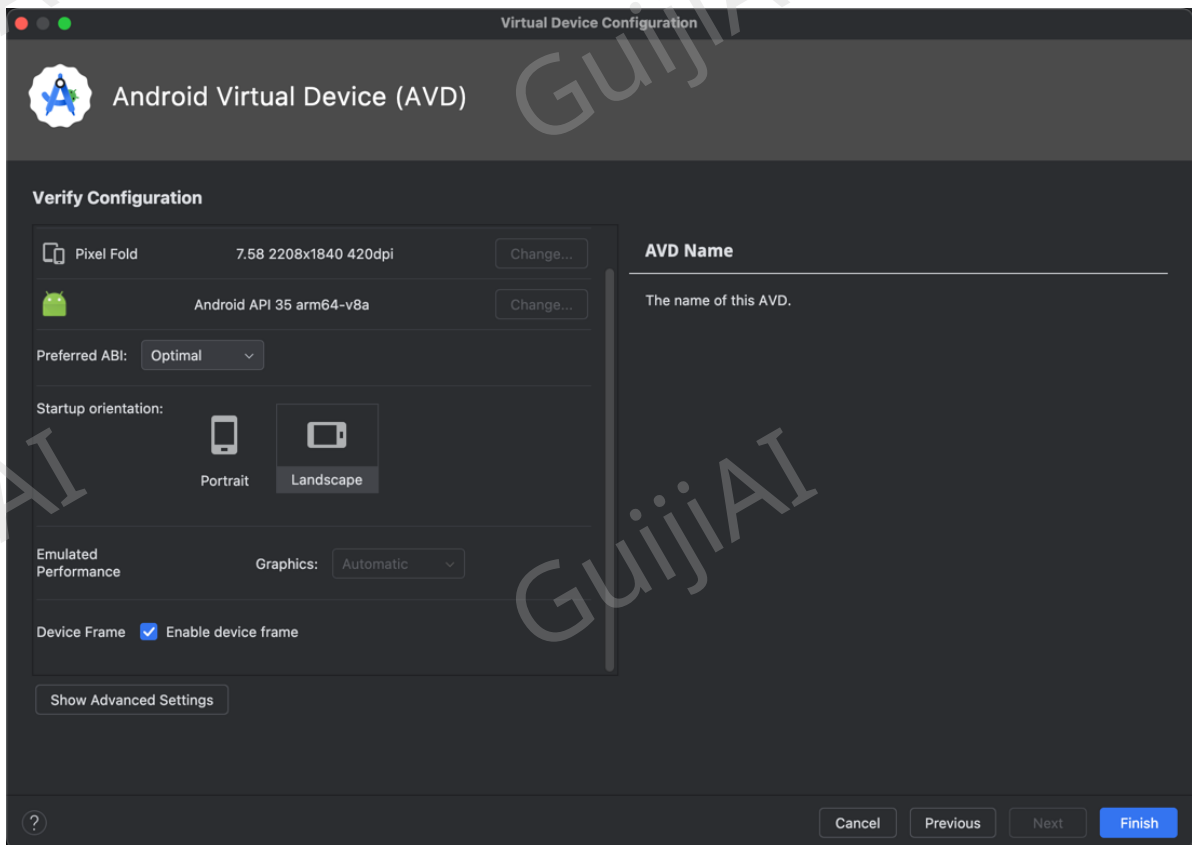 Virtual Device Configuration
Android Virtual Device (AVD)
Verify Configuration
Pixel Fold 7.58 2208x1840 420dpi Change...
Android API 35 arm64-v8a Change...
Preferred ABI: Optimal
Startup orientation:
Portrait Landscape
Emulated
Performance
Graphics: Automatic
Device Frame Enable device frame
Show Advanced Settings
AVD Name
The name of this AVD.
? Cancel Previous Next Finish
GuijiAI
AI
GuijiAI